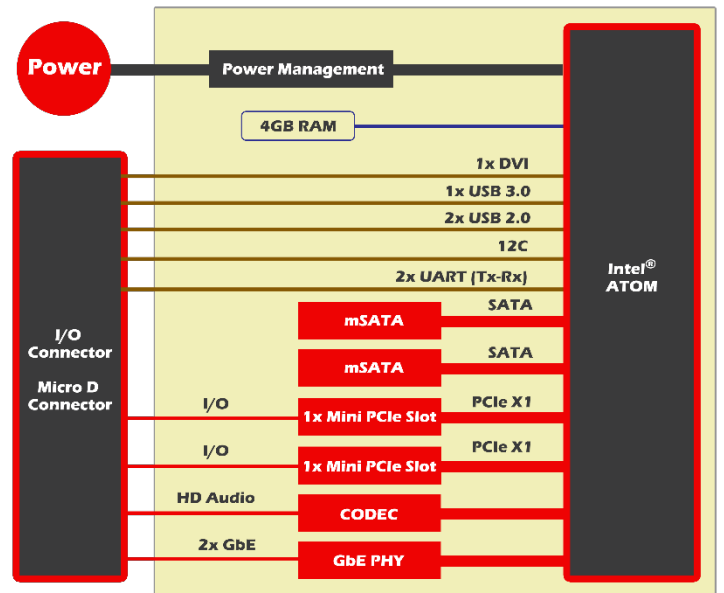 Power
Power Management
4GB RAM
1x DVI
1x USB 3.0
2x USB 2.0
12C
2x UART (Tx-Rx)
Intel®
ATOM
SATA
mSATA
SATA
mSATA
I/O
Connector
Micro D
Connector
I/O
1x Mini PCIe Slot
PCIe X1
I/O
1x Mini PCIe Slot
PCIe X1
HD Audio
CODEC
2x GbE
GbE PHY